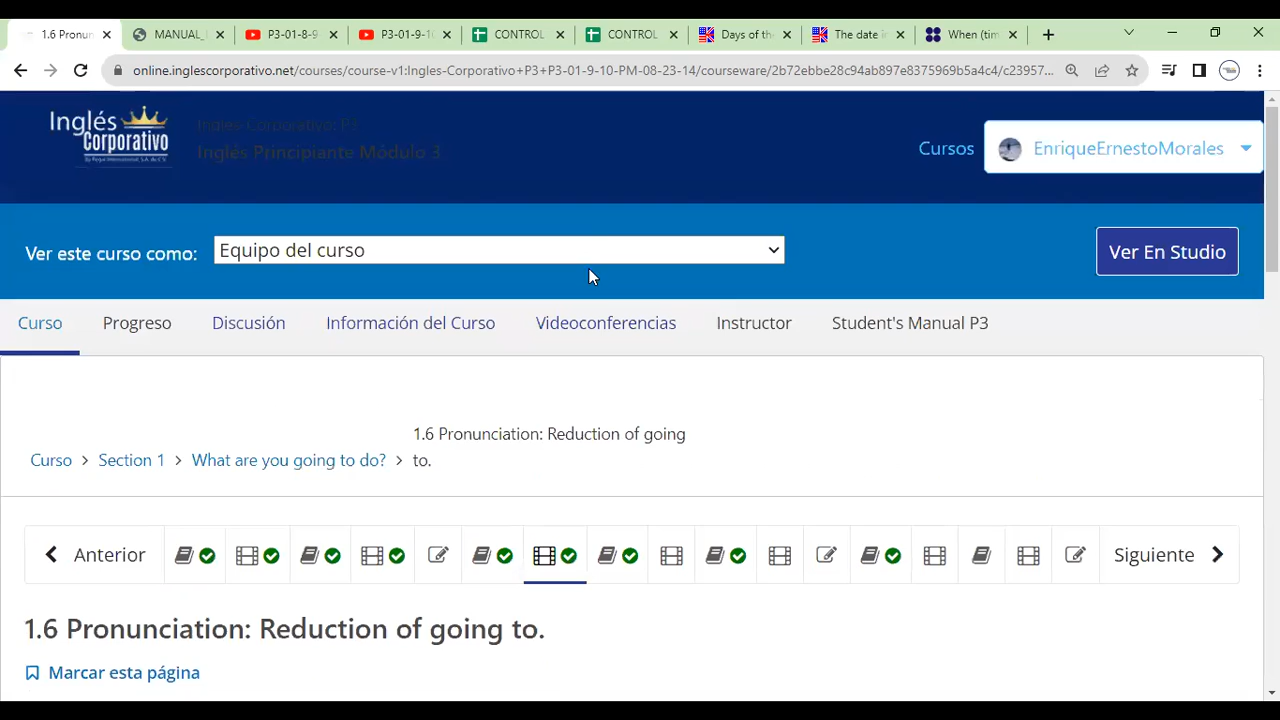 1.6 Pronun
MANUAL_
P3-01-8-9
P3-01-9-10
CONTROL
CONTROL
Days of th
The date i
When (tim
online.inglescorporativo.net/courses/course-v1:Ingles-Corporativo+P3+P3-01-9-10-PM-08-23-14/courseware/2b72ebbe28c94ab897e8375969b5a4c4/c23957...
Inglés
Corporativo
Ingles-Corporativo: P3
Inglés Principiante Módulo 3
Cursos
EnriqueErnestoMorales
Ver este curso como:
Equipo del curso
Ver En Studio
Curso
Progreso
Discusión
Información del Curso
Videoconferencias
Instructor
Student's Manual P3
Curso > Section 1 > What are you going to do? > 1.6 Pronunciation: Reduction of going
to.
Anterior
Siguiente
1.6 Pronunciation: Reduction of going to.
Marcar esta página